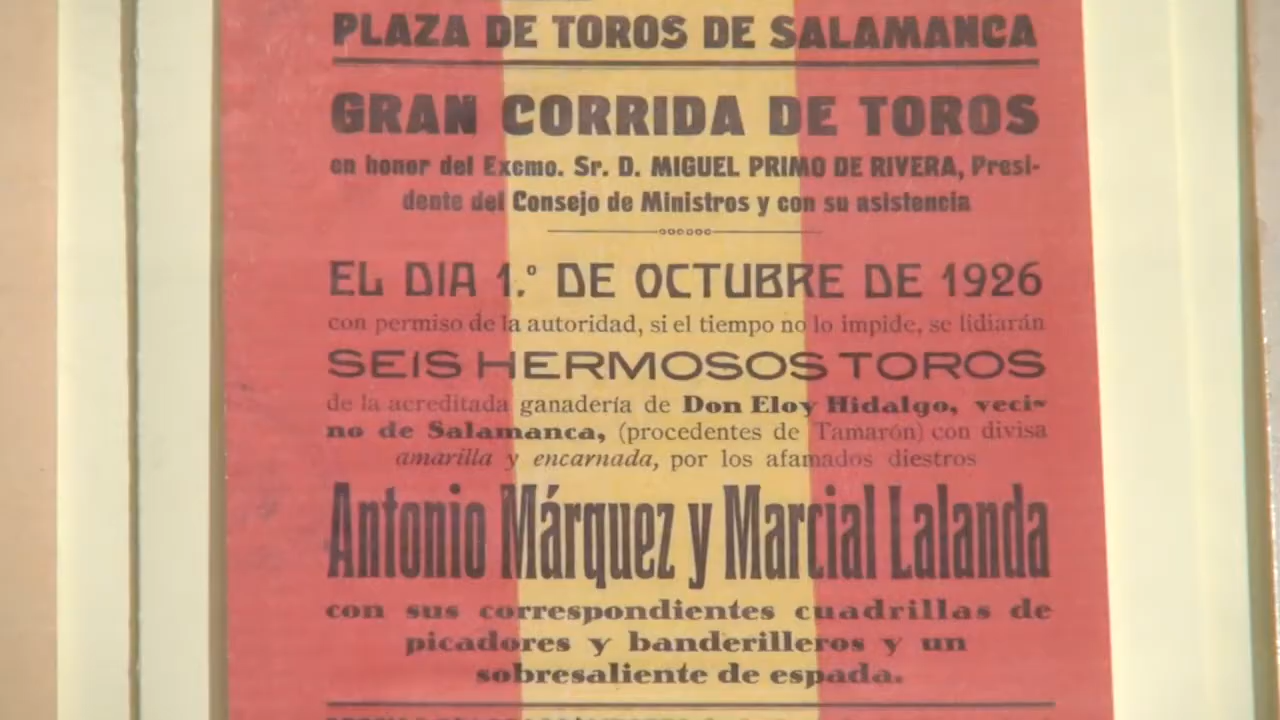 PLAZA DE TOROS DE SALAMANCA
GRAN CORRIDA DE TOROS
en honor del Excmo. Sr. D. MIGUEL PRIMO DE RIVERA, Presi-
dente del Consejo de Ministros y con su asistencia
EL DIA 1.º DE OCTUBRE DE 1926
con permiso de la autoridad, si el tiempo no lo impide, se lidiarán
SEIS HERMOSOS TOROS
de la acreditada ganadería de Don Eloy Hidalgo, veci-
no de Salamanca, (procedentes de Tamarón) con divisa
amarilla y encarnada, por los afamados diestros
Antonio Márquez y Marcial Lalanda
con sus correspondientes cuadrillas de
picadores y banderilleros y un
sobresaliente de espada.